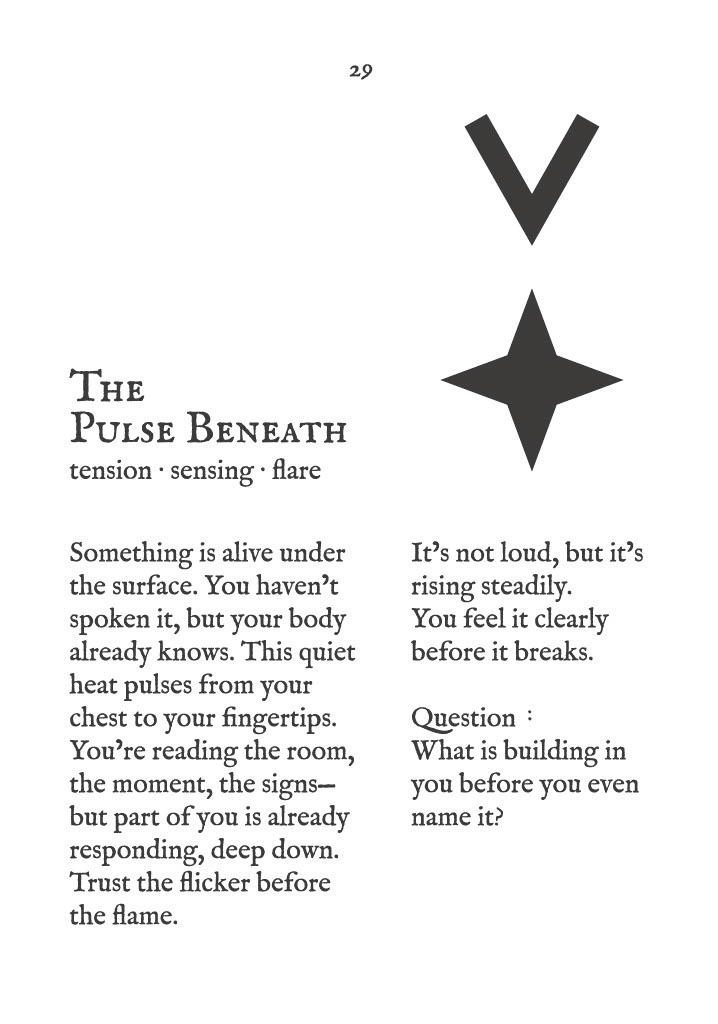 29
The
Pulse Beneath
tension · sensing · flare
Something is alive under
the surface. You haven’t
spoken it, but your body
already knows. This quiet
heat pulses from your
chest to your fingertips.
You’re reading the room,
the moment, the signs—
but part of you is already
responding, deep down.
Trust the flicker before
the flame.
It’s not loud, but it’s
rising steadily.
You feel it clearly
before it breaks.
Question :
What is building in
you before you even
name it?